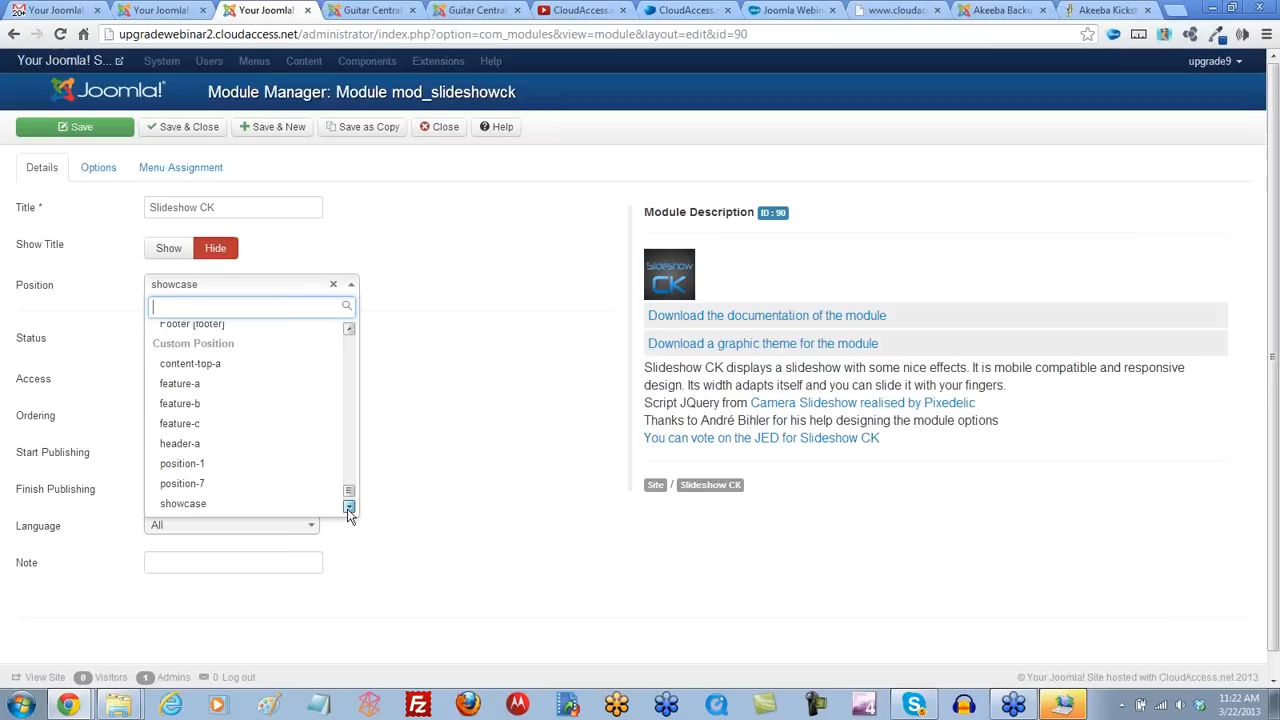 Your Joomla!
Your Joomla!
Your Joomla!
Guitar Central
Guitar Central
CloudAccess.
CloudAccess.
Joomla Webin
www.cloudac
Akeeba Backu
Akeeba Kickst
upgradewebinar2.cloudaccess.net/administrator/index.php?option=com_modules&view=module&layout=edit&id=90
Your Joomla! S...
System
Users
Menus
Content
Components
Extensions
Help
upgrade9
Joomla!
Module Manager: Module mod_slideshowck
Save
Save & Close
Save & New
Save as Copy
Close
Help
Details
Options
Menu Assignment
Title *
Slideshow CK
Show Title
Show
Hide
Position
showcase
Footer [footer]
Custom Position
content-top-a
feature-a
feature-b
feature-c
header-a
position-1
position-7
showcase
Status
Access
Ordering
Start Publishing
Finish Publishing
Language
All
Note
Module Description ID: 90
Slideshow
CK
Download the documentation of the module
Download a graphic theme for the module
Slideshow CK displays a slideshow with some nice effects. It is mobile compatible and responsive
design. Its width adapts itself and you can slide it with your fingers.
Script JQuery from Camera Slideshow realised by Pixedelic
Thanks to André Bihler for his help designing the module options
You can vote on the JED for Slideshow CK
Site / Slideshow CK
View Site
0 Visitors
1 Admins
0 Log out
© Your Joomla! Site hosted with CloudAccess.net 2013
11:22 AM
3/22/2013